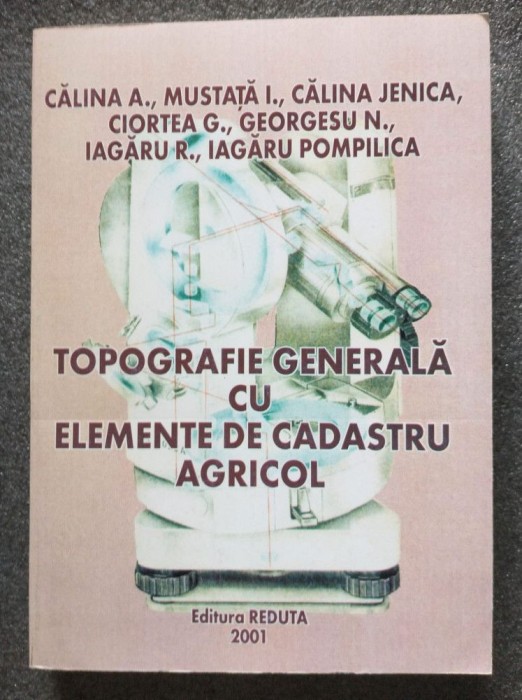 CĂLINA A., MUSTAȚĂ I., CĂLINA JENICA,
CIORTEA G., GEORGESU N.,
IAGĂRU R., IAGĂRU POMPILICA
TOPOGRAFIE GENERALĂ
CU
ELEMENTE DE CADASTRU
AGRICOL
Editura REDUTA
2001